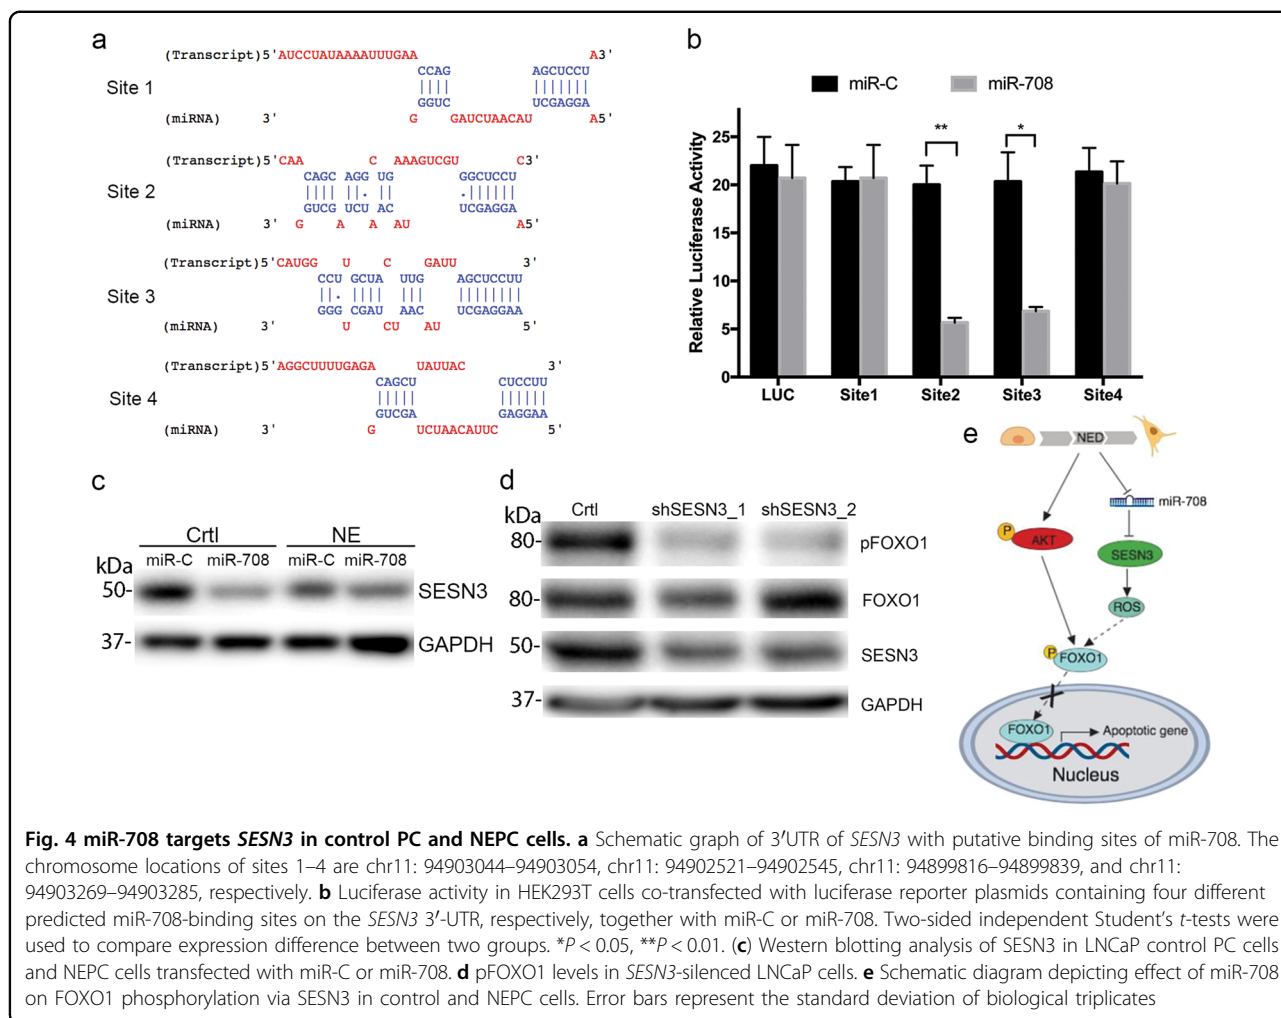 a
(Transcript)5'AUCCUAUAAAAUUUGAA A3'
CCAG AGCUCCU
Site 1
GGUC UCGAGGA
(miRNA) 3' G GAUCUAACAU A5'
(Transcript)5'CAA C AAAGUCGU C3'
CAGC AGG UG GGCUCCU
Site 2
GUCG UCU AC UCGAGGA
(miRNA) 3' G A A AU A5'
(Transcript)5'CAUGG U C GAUU 3'
CCU GCUA UUG AGCUCCUU
Site 3
GGG CGAU AAC UCGAGGAA
(miRNA) 3' U CU AU 5'
(Transcript)5'AGGCUUUUGAGA UAUUAC 3'
CAGCU CUCCUU
Site 4
GUCGA GAGGAA
(miRNA) 3' G UCUAACAUUC 5'
b
miR-C miR-708
Relative Luciferase Activity
25
20
15
10
5
0
** *
LUC Site1 Site2 Site3 Site4
c
Crtl NE
kDa miR-C miR-708 miR-C miR-708
50- SESN3
37- GAPDH
d
kDa Crtl shSESN3_1 shSESN3_2
80- pFOXO1
80- FOXO1
50- SESN3
37- GAPDH
e
NED
miR-708
P AKT
SESN3
ROS
P FOXO1
FOXO1 Apoptotic gene
Nucleus
Fig. 4 miR-708 targets SESN3 in control PC and NEPC cells. a Schematic graph of 3′UTR of SESN3 with putative binding sites of miR-708. The
chromosome locations of sites 1–4 are chr11: 94903044–94903054, chr11: 94902521–94902545, chr11: 94899816–94899839, and chr11:
94903269–94903285, respectively. b Luciferase activity in HEK293T cells co-transfected with luciferase reporter plasmids containing four different
predicted miR-708-binding sites on the SESN3 3′-UTR, respectively, together with miR-C or miR-708. Two-sided independent Student's t-tests were
used to compare expression difference between two groups. *P < 0.05, **P < 0.01. (c) Western blotting analysis of SESN3 in LNCaP control PC cells
and NEPC cells transfected with miR-C or miR-708. d pFOXO1 levels in SESN3-silenced LNCaP cells. e Schematic diagram depicting effect of miR-708
on FOXO1 phosphorylation via SESN3 in control and NEPC cells. Error bars represent the standard deviation of biological triplicates